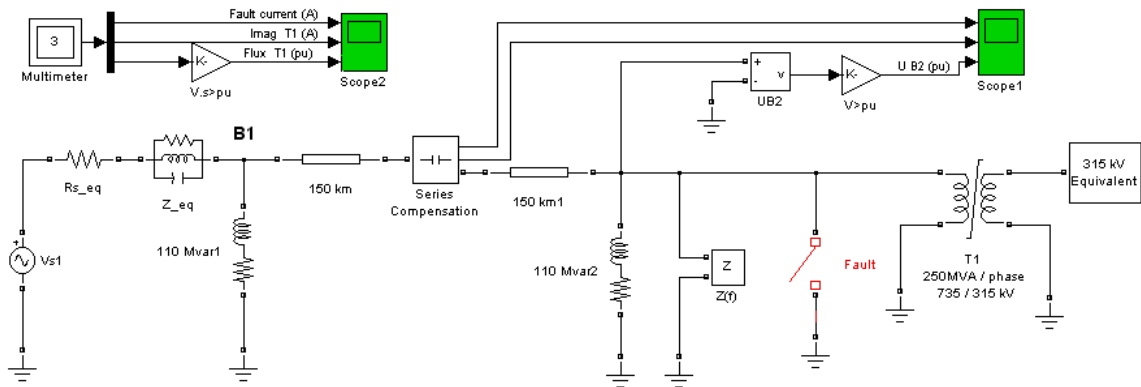 Fault current (A)
Imag T1 (A)
Flux T1 (pu)
3
Multimeter
K-
V.s>pu
Scope2
+
-
v
UB2
K-
V>pu
U B2 (pu)
Scope1
B1
Rs_eq
Z_eq
150 km
Series
Compensation
150 km1
315 kV
Equivalent
+
Vs1
110 Mvar1
110 Mvar2
Z
Z(f)
Fault
T1
250MVA / phase
735 / 315 kV